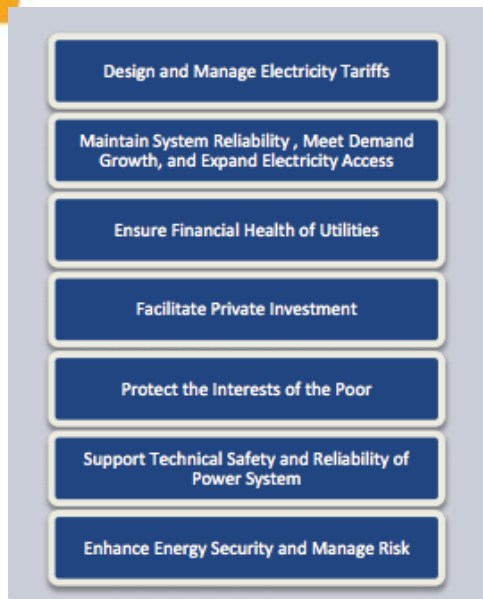 Design and Manage Electricity Tariffs
Maintain System Reliability , Meet Demand
Growth, and Expand Electricity Access
Ensure Financial Health of Utilities
Facilitate Private Investment
Protect the Interests of the Poor
Support Technical Safety and Reliability of
Power System
Enhance Energy Security and Manage Risk